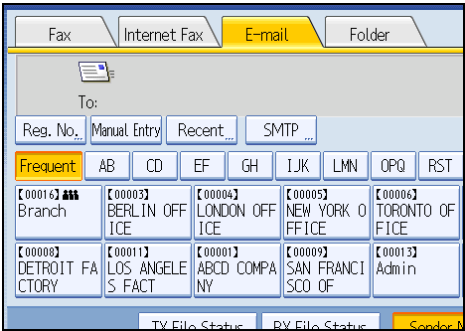 Fax Internet Fax E-mail Folder
To:
Reg. No. Manual Entry Recent SMTP
Frequent AB CD EF GH IJK LMN OPQ RST
【00016】 【00003】 【00004】 【00005】 【00006】
Branch BERLIN OFF LONDON OFF NEW YORK O TORONTO OF
ICE ICE FFICE FICE
【00008】 【00011】 【00001】 【00009】 【00013】
DETROIT FA LOS ANGELE ABCD COMPA SAN FRANCI Admin
CTORY S FACT NY SCO OF
TX File Status RX File Status Sender